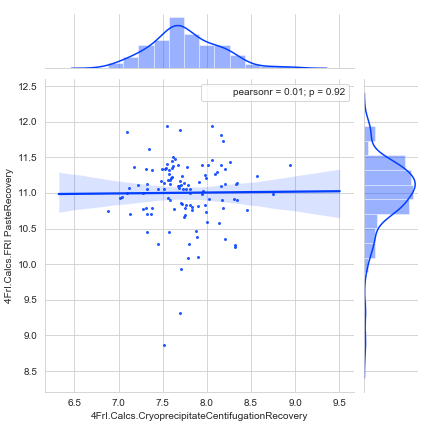 pearsonr = 0.01; p = 0.92
12.5
12.0
11.5
11.0
10.5
10.0
9.5
9.0
8.5
4FrI.Calcs.FRI PasteRecovery
6.5 7.0 7.5 8.0 8.5 9.0 9.5
4FrI.Calcs.CryoprecipitateCentifugationRecovery